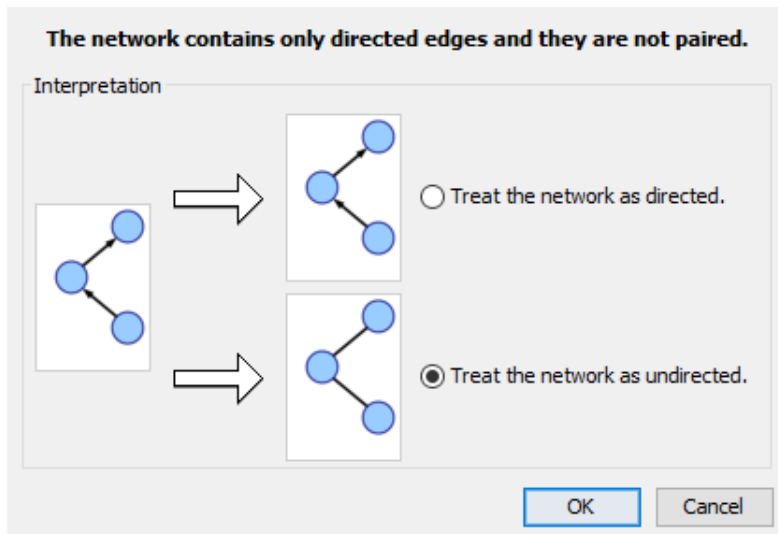 The network contains only directed edges and they are not paired.
Interpretation
Treat the network as directed.
Treat the network as undirected.
OK
Cancel